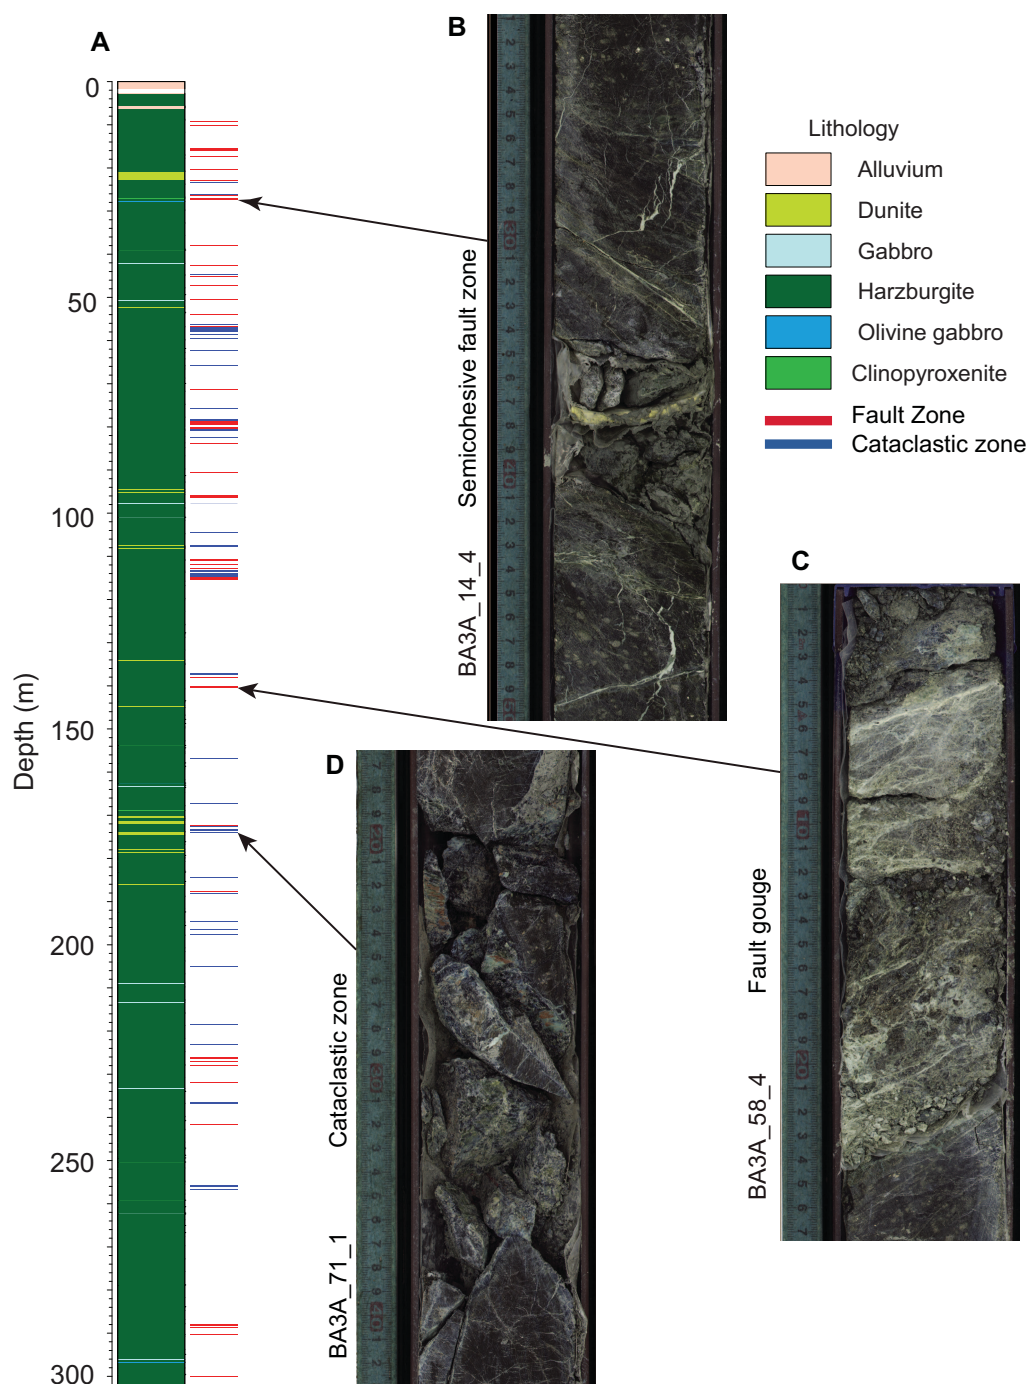 A
0
50
100
150
200
250
300
Depth (m)
B
Semicohesive fault zone
BA3A_14_4
Lithology
Alluvium
Dunite
Gabbro
Harzburgite
Olivine gabbro
Clinopyroxenite
Fault Zone
Cataclastic zone
C
Fault gouge
BA3A_58_4
D
Cataclastic zone
BA3A_71_1